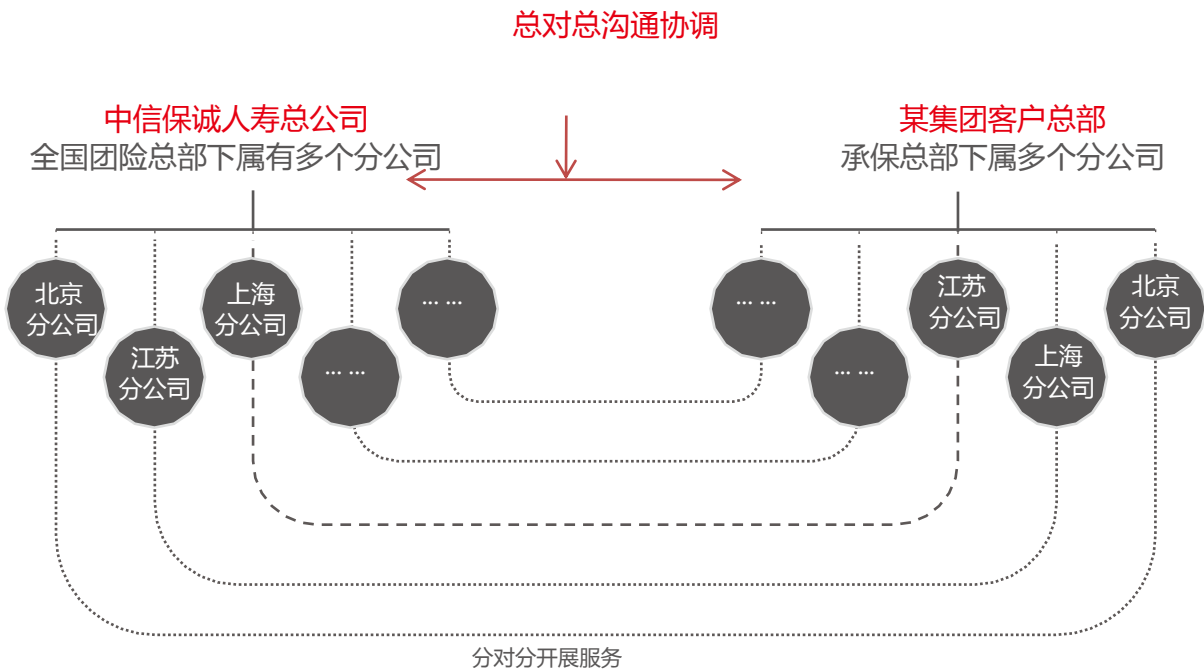 总对总沟通协调
中信保诚人寿总公司
全国团险总部下属有多个分公司
某集团客户总部
承保总部下属多个分公司
北京
分公司
江苏
分公司
上海
分公司
... ...
... ...
... ...
... ...
江苏
分公司
上海
分公司
北京
分公司
分对分开展服务